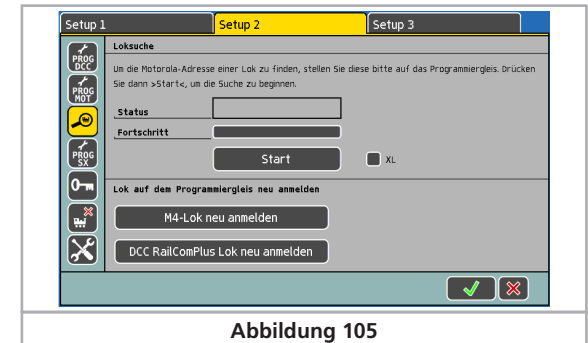 Setup 1
Setup 2
Setup 3
PROG
DCC
PROG
MOT
PROG
SX
Loksuche
Um die Motorola-Adresse einer Lok zu finden, stellen Sie diese bitte auf das Programmiergleis. Drücken
Sie dann >Start<, um die Suche zu beginnen.
Status
Fortschritt
Start
XL
Lok auf dem Programmiergleis neu anmelden
M4-Lok neu anmelden
DCC RailComPlus Lok neu anmelden
Abbildung 105